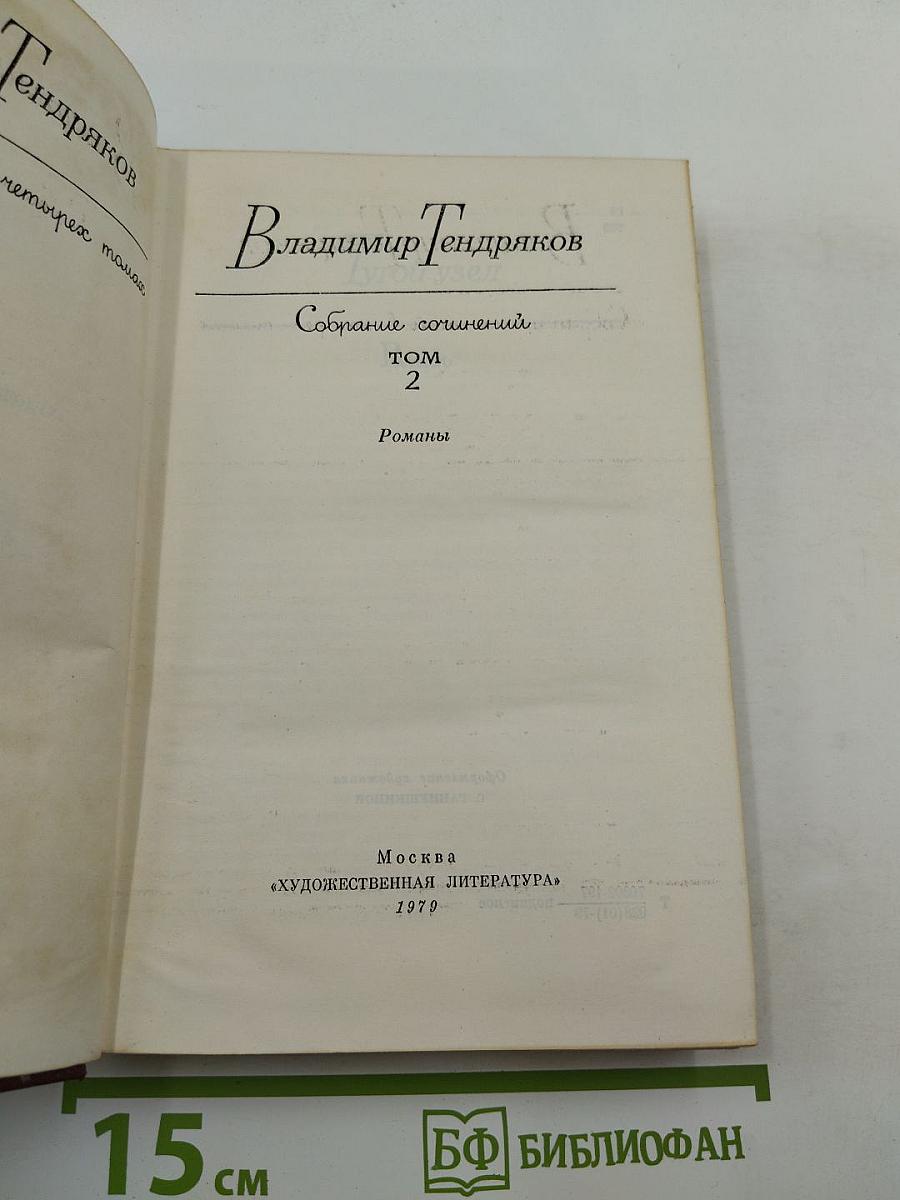 Тендряков
четырех томах
Владимир Тендряков
Собрание сочинений
ТОМ
2
Романы
Москва
«ХУДОЖЕСТВЕННАЯ ЛИТЕРАТУРА»
1979
15 см
БФ БИБЛИОФАН